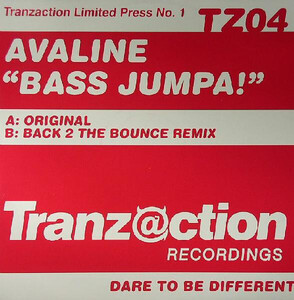 Tranzaction Limited Press No. 1
TZ04
AVALINE
“BASS JUMPA!”
A: ORIGINAL
B: BACK 2 THE BOUNCE REMIX
Tranz@ction
RECORDINGS
DARE TO BE DIFFERENT